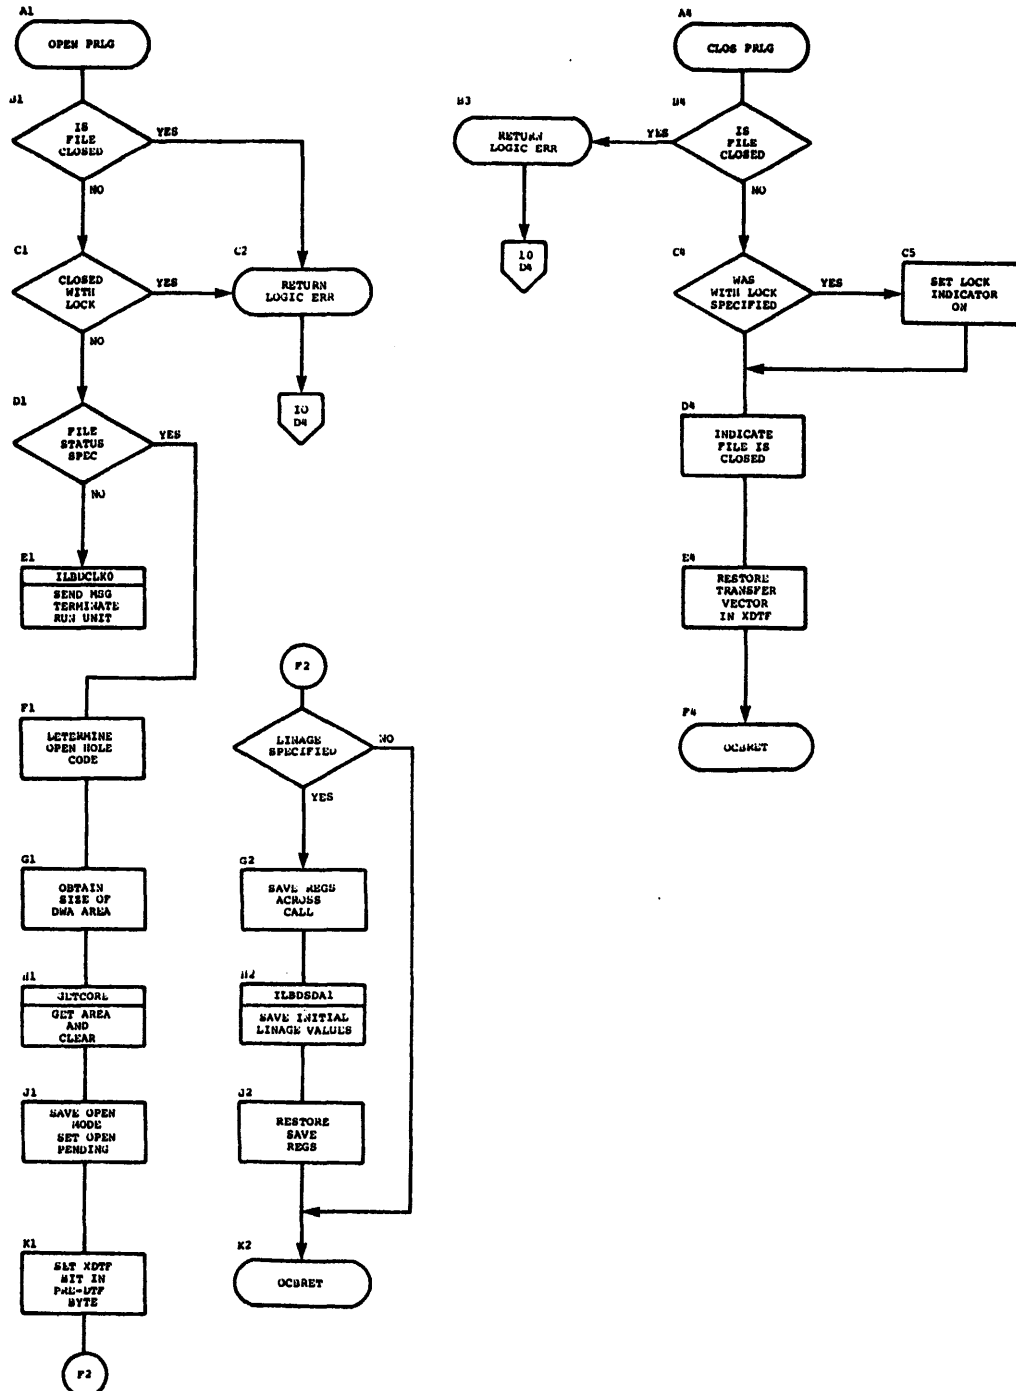 A1
OPEN PRLG
B1
IS
FILE
CLOSED
YES
NO
C1
CLOSED
WITH
LOCK
YES
NO
C2
RETURN
LOGIC ERR
10
D4
D1
FILE
STATUS
SPEC
YES
NO
E1
ILBDCLK0
SEND MSG
TERMINATE
RUN UNIT
F1
DETERMINE
OPEN MODE
CODE
G1
OBTAIN
SIZE OF
DWA AREA
H1
GETCORE
GET AREA
AND
CLEAR
J1
SAVE OPEN
MODE
SET OPEN
PENDING
K1
SET XDTF
BIT IN
PRE-DTF
BYTE
F2
F2
LINAGE
SPECIFIED
NO
YES
G2
SAVE REGS
ACROSS
CALL
H2
ILBDSDA1
SAVE INITIAL
LINAGE VALUES
J2
RESTORE
SAVE
REGS
K2
OCBRET
A4
CLOS PRLG
B4
IS
FILE
CLOSED
YES
NO
B3
RETURN
LOGIC ERR
10
D4
C4
WAS
WITH LOCK
SPECIFIED
YES
NO
C5
SET LOCK
INDICATOR
ON
D4
INDICATE
FILE IS
CLOSED
E4
RESTORE
TRANSFER
VECTOR
IN XDTF
F4
OCBRET